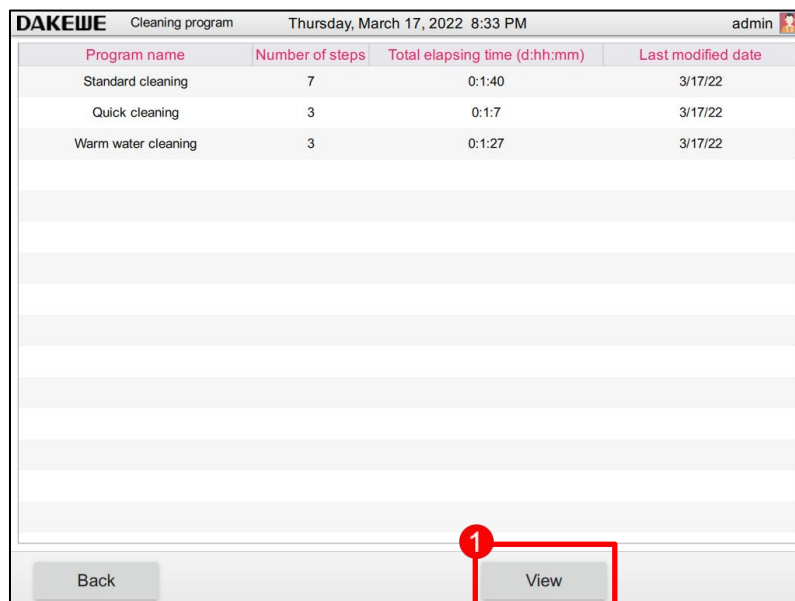 DAKEWE Cleaning program Thursday, March 17, 2022 8:33 PM admin
Program name Number of steps Total elapsing time (d:hh:mm) Last modified date
Standard cleaning 7 0:1:40 3/17/22
Quick cleaning 3 0:1:7 3/17/22
Warm water cleaning 3 0:1:27 3/17/22
1
Back View